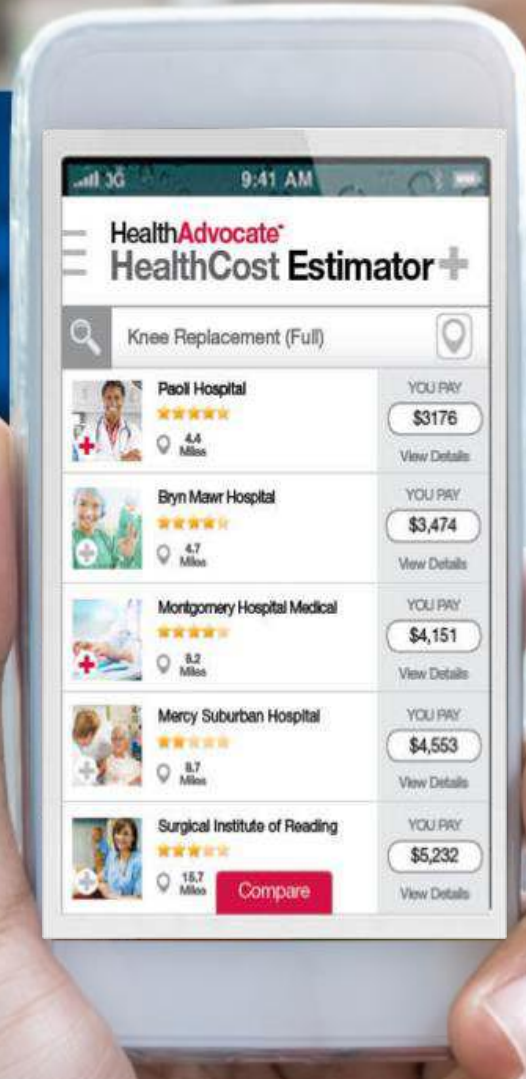 3G
9:41 AM
HealthAdvocate
HealthCost Estimator
Knee Replacement (Full)
Paoli Hospital
YOU PAY
$3176
4.4
Miles
View Details
Bryn Mawr Hospital
YOU PAY
$3,474
4.7
Miles
View Details
Montgomery Hospital Medical
YOU PAY
$4,151
8.2
Miles
View Details
Mercy Suburban Hospital
YOU PAY
$4,553
8.7
Miles
View Details
Surgical Institute of Reading
YOU PAY
$5,232
15.7
Miles
Compare
View Details